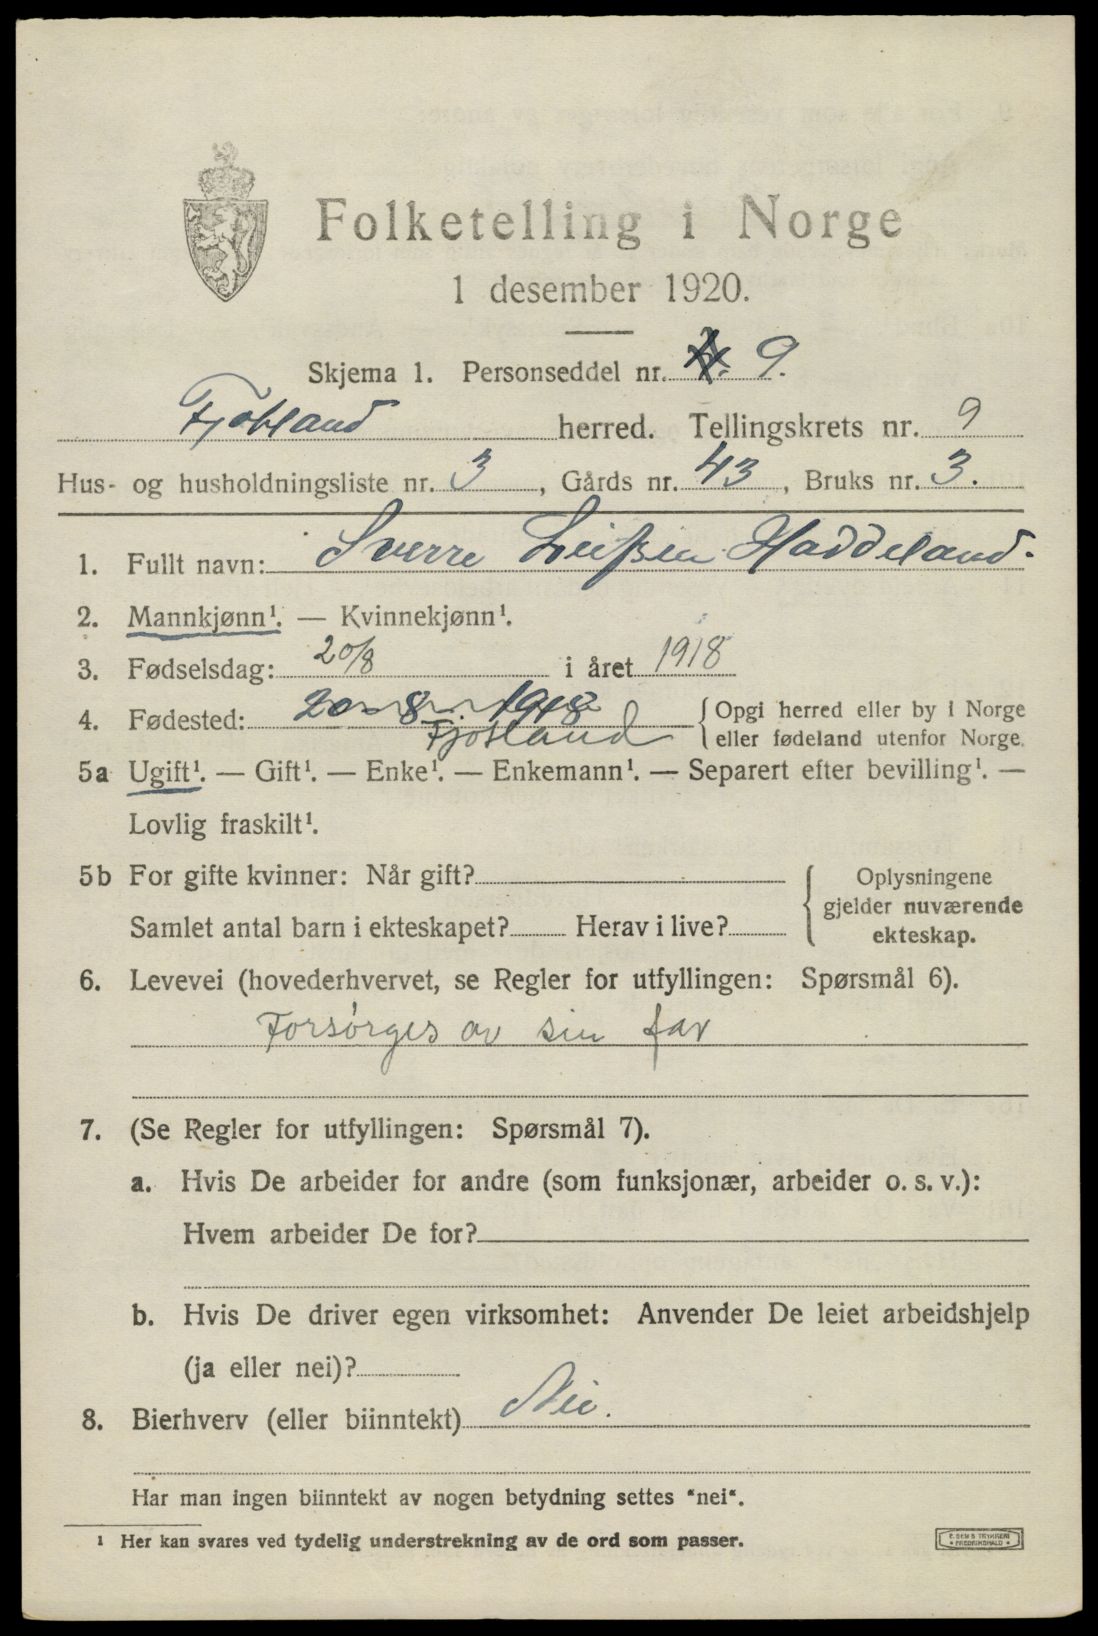 Folketelling i Norge
1 desember 1920.
Skjema 1. Personseddel nr. 9.
Fjotland herred. Tellingskrets nr. 9
Hus- og husholdningsliste nr. 3, Gårds nr. 43, Bruks nr. 3.
1. Fullt navn: Sverre Leifsen Haddeland.
2. Mannkjønn¹. — Kvinnekjønn¹.
3. Fødselsdag: 20/8 i året 1918
4. Fødested: 20 - 8 - 1918 { Opgi herred eller by i Norge
Fjotland eller fødeland utenfor Norge.
5a Ugift¹. — Gift¹. — Enke¹. — Enkemann¹. — Separert efter bevilling¹. —
Lovlig fraskilt¹.
5b For gifte kvinner: Når gift? { Oplysningene
gjelder nuværende
Samlet antal barn i ekteskapet? Herav i live? ekteskap.
6. Levevei (hovederhvervet, se Regler for utfyllingen: Spørsmål 6).
Forsørges av sin far
7. (Se Regler for utfyllingen: Spørsmål 7).
a. Hvis De arbeider for andre (som funksjonær, arbeider o. s. v.):
Hvem arbeider De for?
b. Hvis De driver egen virksomhet: Anvender De leiet arbeidshjelp
(ja eller nei)?
8. Bierhverv (eller biinntekt) Nei.
Har man ingen biinntekt av nogen betydning settes "nei".
¹ Her kan svares ved tydelig understrekning av de ord som passer.